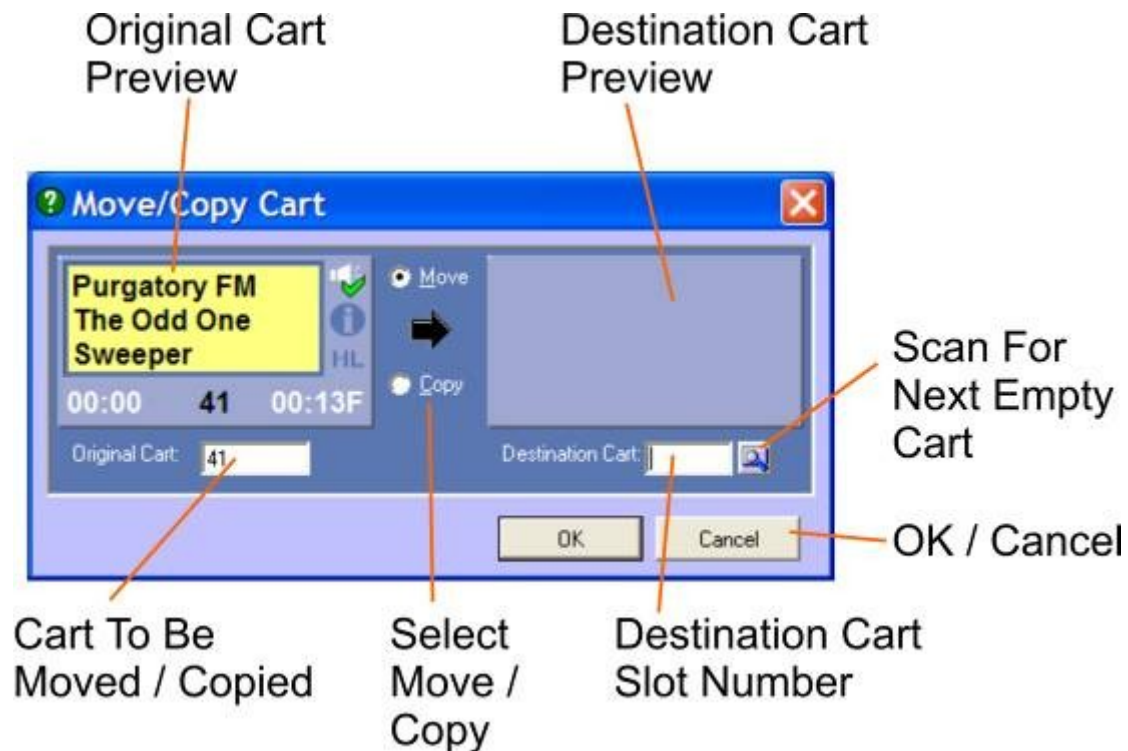 Original Cart
Preview
Destination Cart
Preview
? Move/Copy Cart
Purgatory FM
The Odd One
Sweeper
i
HL
00:00 41 00:13F
Move
Copy
Original Cart: 41
Destination Cart:
Scan For
Next Empty
Cart
OK Cancel
OK / Cancel
Cart To Be
Moved / Copied
Select
Move /
Copy
Destination Cart
Slot Number